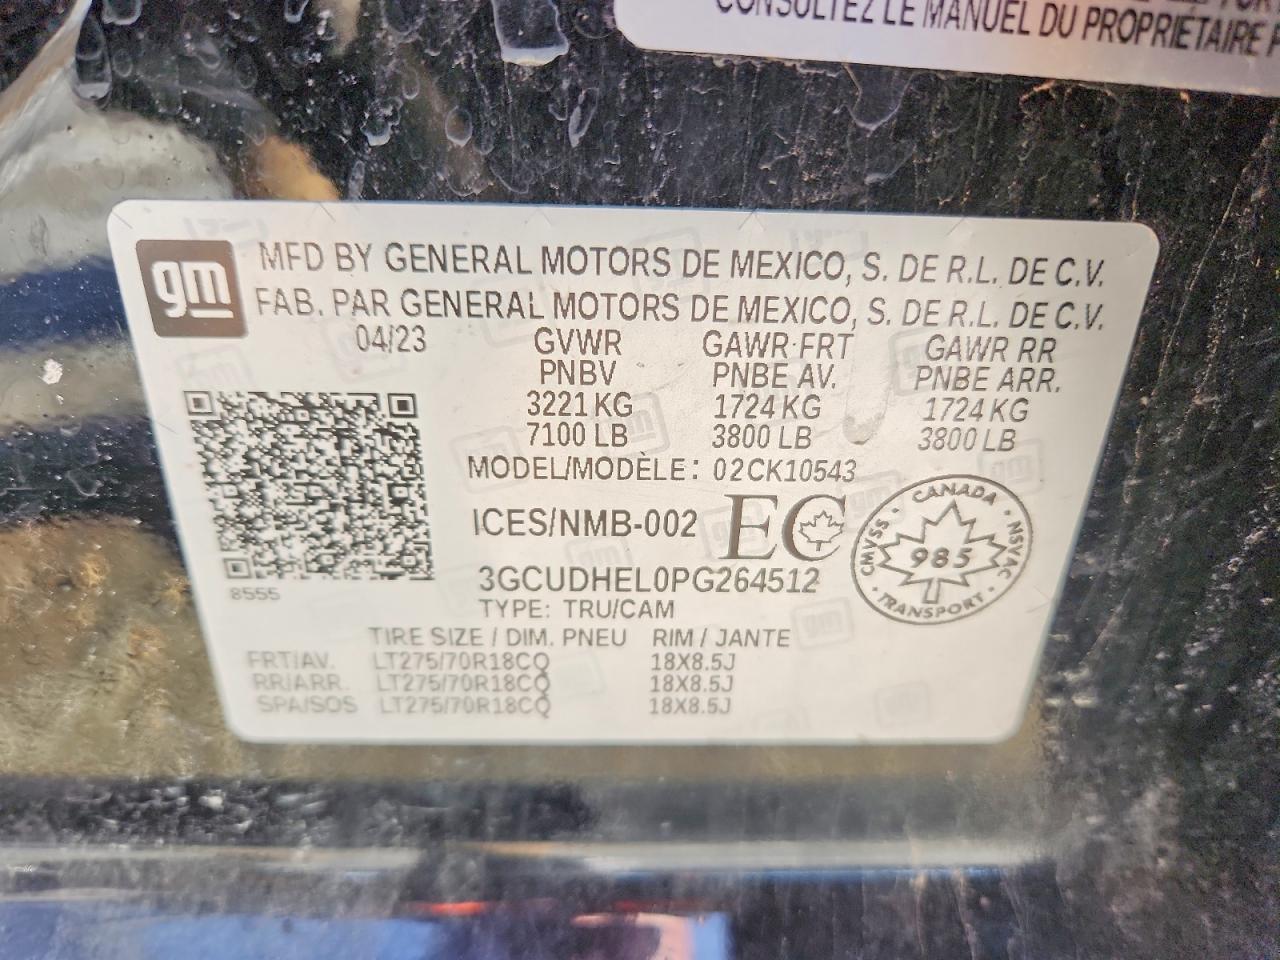 CONSULTEZ LE MANUEL DU PROPRIÉTAIRE
gm
MFD BY GENERAL MOTORS DE MEXICO, S. DE R.L. DE C.V.
FAB. PAR GENERAL MOTORS DE MEXICO, S. DE R.L. DE C.V.
04/23 GVWR GAWR FRT GAWR RR
PNBV PNBE AV. PNBE ARR.
3221 KG 1724 KG 1724 KG
7100 LB 3800 LB 3800 LB
MODEL/MODÈLE: 02CK10543
ICES/NMB-002 EC
CANADA
CMVSS 985 NSVAC
TRANSPORT
3GCUDHEL0PG264512
8555
TYPE: TRU/CAM
TIRE SIZE / DIM. PNEU RIM / JANTE
FRT/AV. LT275/70R18CQ 18X8.5J
RR/ARR. LT275/70R18CQ 18X8.5J
SPA/SOS LT275/70R18CQ 18X8.5J